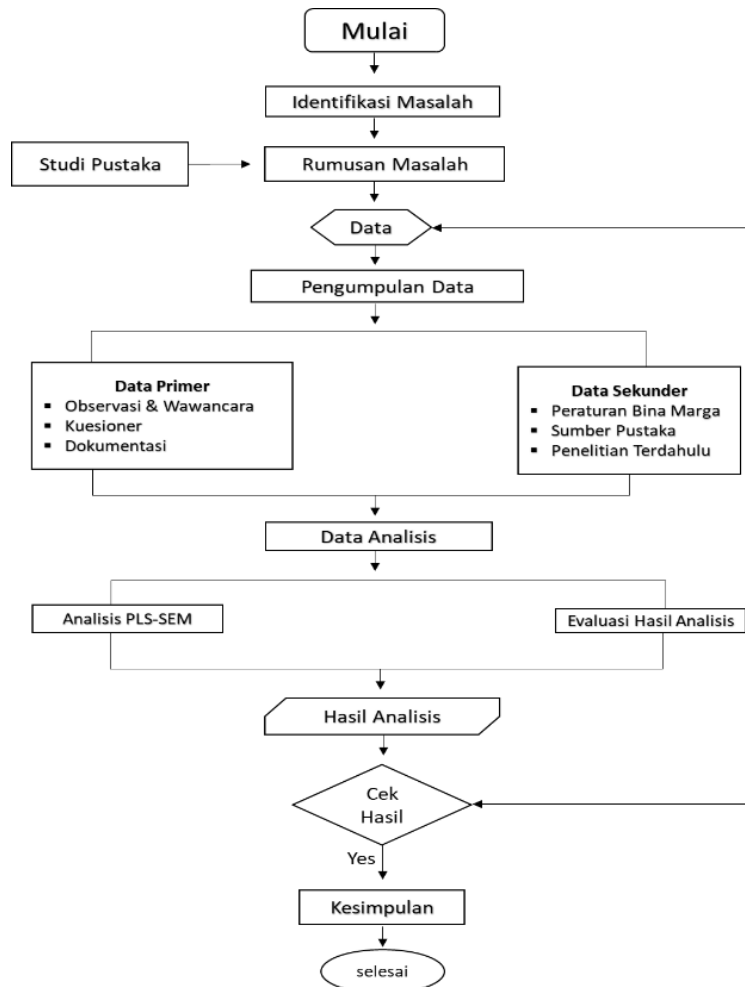 Mulai
Identifikasi Masalah
Studi Pustaka
Rumusan Masalah
Data
Pengumpulan Data
Data Primer
▪ Observasi & Wawancara
▪ Kuesioner
▪ Dokumentasi
Data Sekunder
▪ Peraturan Bina Marga
▪ Sumber Pustaka
▪ Penelitian Terdahulu
Data Analisis
Analisis PLS-SEM
Evaluasi Hasil Analisis
Hasil Analisis
Cek
Hasil
Yes
Kesimpulan
selesai